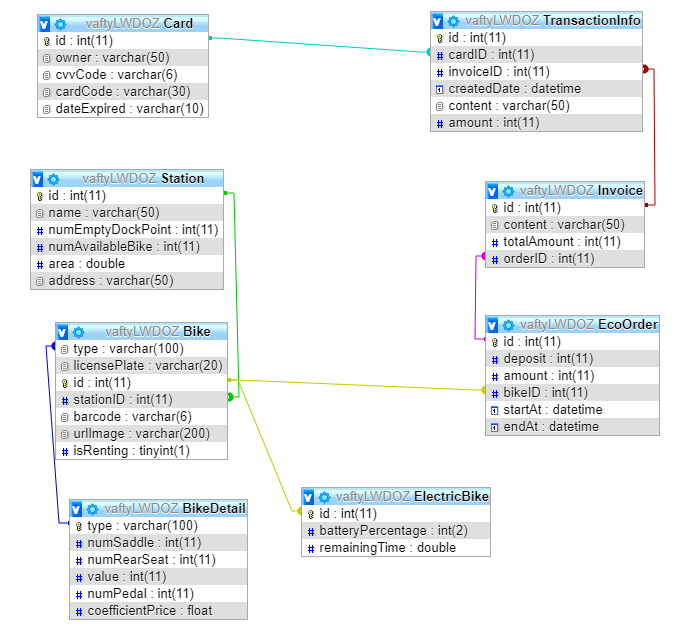 vaftyLWDOZ Card
id : int(11)
owner : varchar(50)
cvvCode : varchar(6)
cardCode : varchar(30)
dateExpired : varchar(10)
vaftyLWDOZ TransactionInfo
id : int(11)
cardID : int(11)
invoiceID : int(11)
createdDate : datetime
content : varchar(50)
amount : int(11)
vaftyLWDOZ Station
id : int(11)
name : varchar(50)
numEmptyDockPoint : int(11)
numAvailableBike : int(11)
area : double
address : varchar(50)
vaftyLWDOZ Invoice
id : int(11)
content : varchar(50)
totalAmount : int(11)
orderID : int(11)
vaftyLWDOZ Bike
type : varchar(100)
licensePlate : varchar(20)
id : int(11)
stationID : int(11)
barcode : varchar(6)
urlImage : varchar(200)
isRenting : tinyint(1)
vaftyLWDOZ EcoOrder
id : int(11)
deposit : int(11)
amount : int(11)
bikeID : int(11)
startAt : datetime
endAt : datetime
vaftyLWDOZ BikeDetail
type : varchar(100)
numSaddle : int(11)
numRearSeat : int(11)
value : int(11)
numPedal : int(11)
coefficientPrice : float
vaftyLWDOZ ElectricBike
id : int(11)
batteryPercentage : int(2)
remainingTime : double